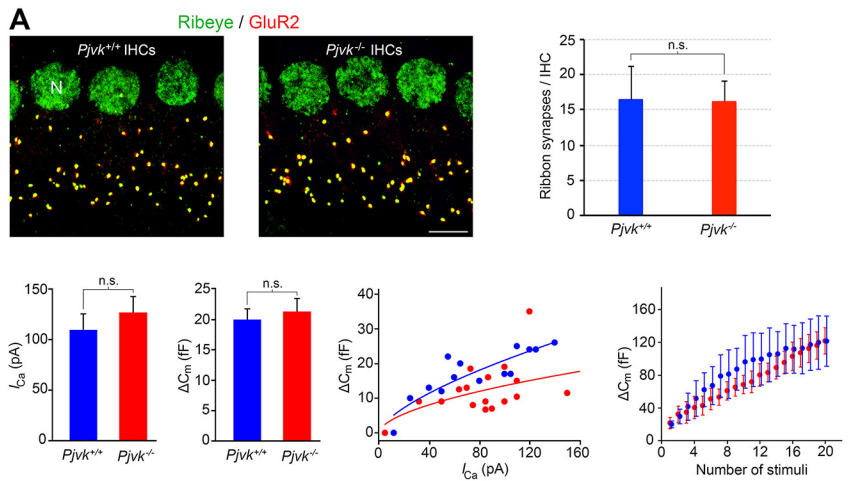 A
Ribeye / GluR2
Pjvk+/+ IHCs
N
Pjvk-/- IHCs
Ribbon synapses / IHC
25
20
15
10
5
0
n.s.
Pjvk+/+
Pjvk-/-
ICa (pA)
150
100
50
0
n.s.
Pjvk+/+
Pjvk-/-
ΔCm (fF)
25
20
15
10
5
0
n.s.
Pjvk+/+
Pjvk-/-
ΔCm (fF)
40
30
20
10
0
0
40
80
120
160
ICa (pA)
ΔCm (fF)
160
120
80
40
0
0
4
8
12
16
20
Number of stimuli